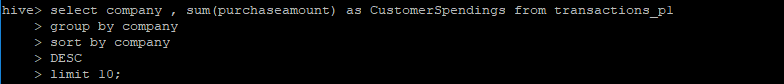 hive> select company , sum(purchaseamount) as CustomerSpendings from transactions_p1
> group by company
> sort by company
> DESC
> limit 10;